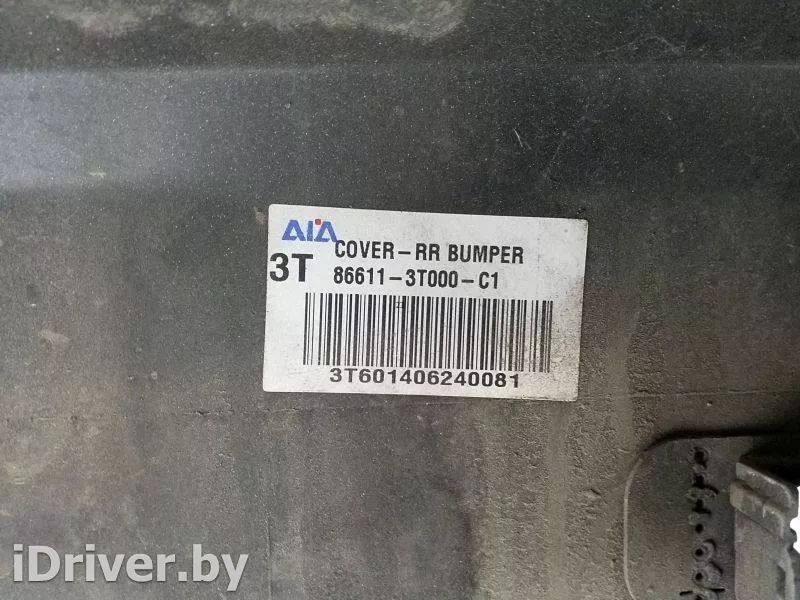 AIA
COVER-RR BUMPER
3T
86611-3T000-C1
3T601406240081
iDriver.by